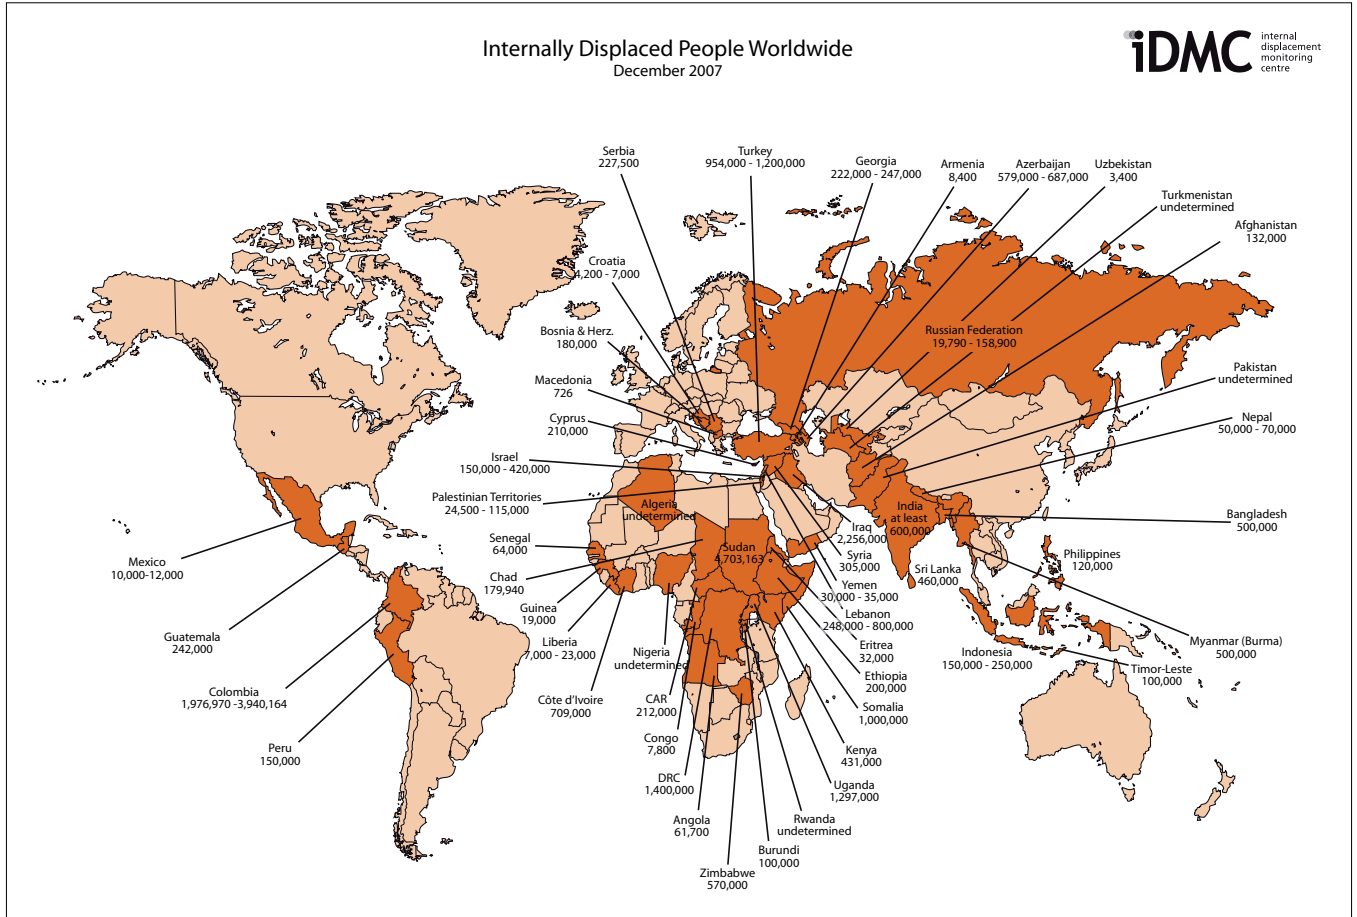 Internally Displaced People Worldwide
December 2007
iDMC
internal
displacement
monitoring
centre
Serbia
227,500
Turkey
954,000 - 1,200,000
Georgia
222,000 - 247,000
Armenia
8,400
Azerbaijan
579,000 - 687,000
Uzbekistan
3,400
Turkmenistan
undetermined
Afghanistan
132,000
Croatia
4,200 - 7,000
Bosnia & Herz.
180,000
Russian Federation
19,790 - 158,900
Macedonia
726
Pakistan
undetermined
Cyprus
210,000
Nepal
50,000 - 70,000
Israel
150,000 - 420,000
Palestinian Territories
24,500 - 115,000
Algeria
undetermined
India
at least
600,000
Bangladesh
500,000
Senegal
64,000
Iraq
2,256,000
Sudan
4,703,163
Syria
305,000
Philippines
120,000
Mexico
10,000-12,000
Chad
179,940
Sri Lanka
460,000
Yemen
30,000 - 35,000
Guinea
19,000
Lebanon
248,000 - 800,000
Guatemala
242,000
Liberia
7,000 - 23,000
Nigeria
undetermined
Eritrea
32,000
Indonesia
150,000 - 250,000
Myanmar (Burma)
500,000
Timor-Leste
100,000
Ethiopia
200,000
Colombia
1,976,970 -3,940,164
Côte d'Ivoire
709,000
CAR
212,000
Somalia
1,000,000
Peru
150,000
Congo
7,800
Kenya
431,000
DRC
1,400,000
Uganda
1,297,000
Angola
61,700
Rwanda
undetermined
Burundi
100,000
Zimbabwe
570,000